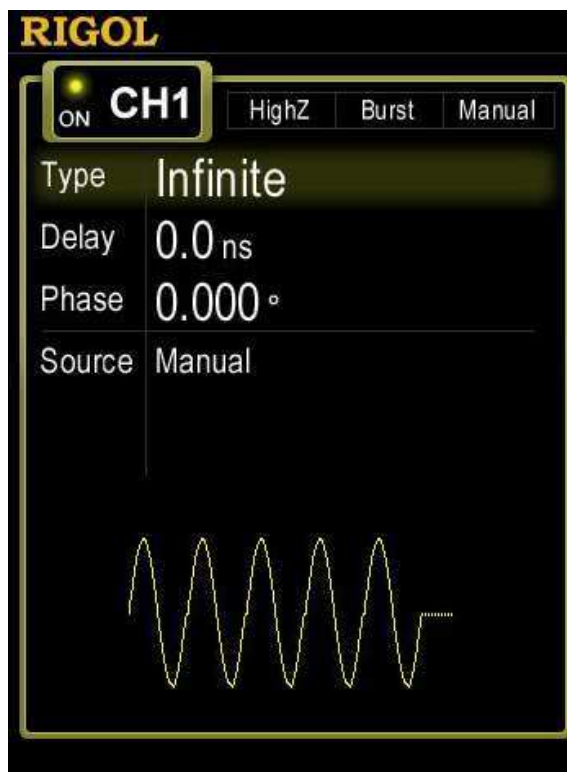 RIGOL
ON CH1 HighZ Burst Manual
Type Infinite
Delay 0.0 ns
Phase 0.000 °
Source Manual